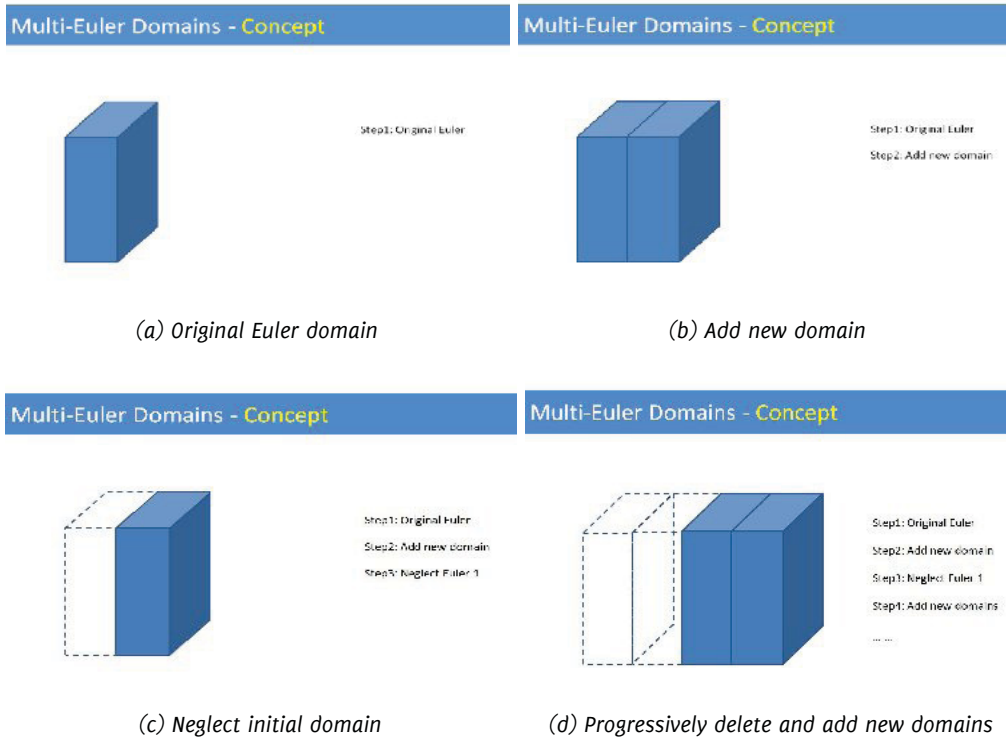 Multi-Euler Domains - Concept
Step1: Original Euler
(a) Original Euler domain
Multi-Euler Domains - Concept
Step1: Original Euler
Step2: Add new domain
(b) Add new domain
Multi-Euler Domains - Concept
Step1: Original Euler
Step2: Add new domain
Step3: Neglect Euler 1
(c) Neglect initial domain
Multi-Euler Domains - Concept
Step1: Original Euler
Step2: Add new domain
Step3: Neglect Euler 1
Step4: Add new domains
... ...
(d) Progressively delete and add new domains